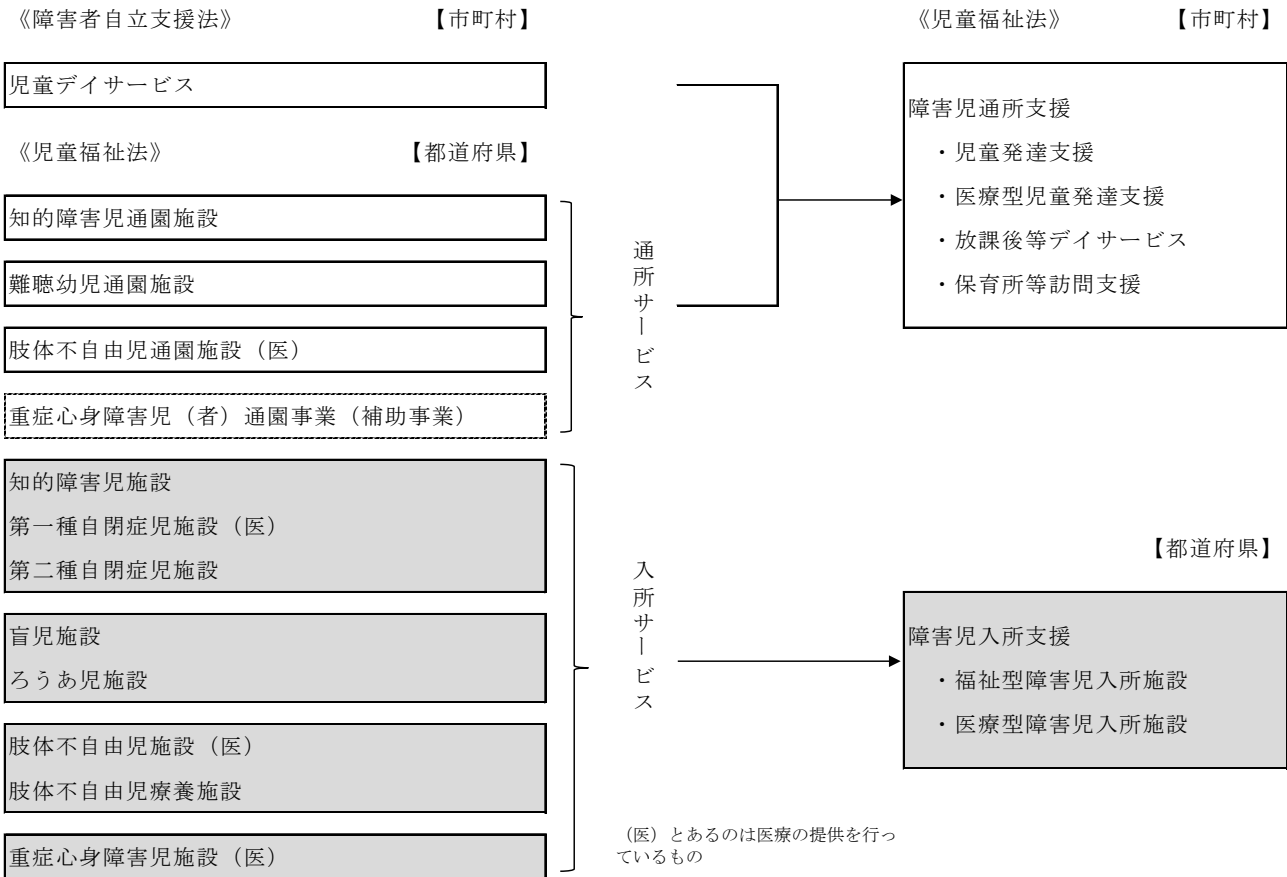 《障害者自立支援法》 【市町村】
児童デイサービス
《児童福祉法》 【都道府県】
知的障害児通園施設
難聴幼児通園施設
肢体不自由児通園施設（医）
重症心身障害児（者）通園事業（補助事業）
知的障害児施設
第一種自閉症児施設（医）
第二種自閉症児施設
盲児施設
ろうあ児施設
肢体不自由児施設（医）
肢体不自由児療養施設
重症心身障害児施設（医）
通所サービス
入所サービス
（医）とあるのは医療の提供を行っ
ているもの
《児童福祉法》 【市町村】
障害児通所支援
・児童発達支援
・医療型児童発達支援
・放課後等デイサービス
・保育所等訪問支援
【都道府県】
障害児入所支援
・福祉型障害児入所施設
・医療型障害児入所施設